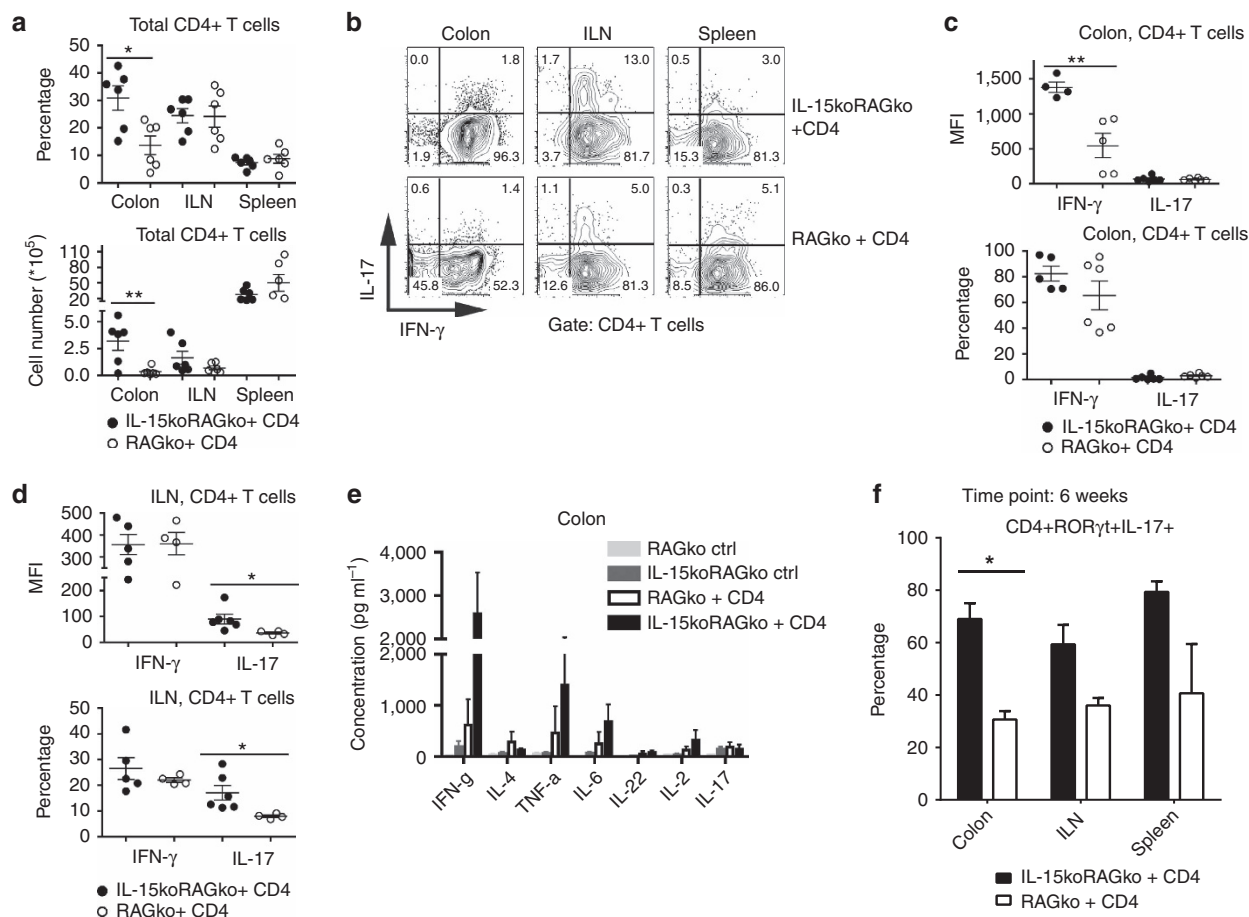 a
Total CD4+ T cells
Percentage
50
40
30
20
10
0
*
Colon ILN Spleen
Total CD4+ T cells
Cell number (*10⁵)
110
80
50
20
5.0
2.5
0.0
**
Colon ILN Spleen
IL-15koRAGko+ CD4
RAGko+ CD4
b
Colon ILN Spleen
0.0 1.8 1.7 13.0 0.5 3.0
1.9 96.3 3.7 81.7 15.3 81.3
IL-15koRAGko
+CD4
0.6 1.4 1.1 5.0 0.3 5.1
45.8 52.3 12.6 81.3 8.5 86.0
RAGko + CD4
IL-17
IFN-γ
Gate: CD4+ T cells
c
Colon, CD4+ T cells
MFI
1,500
1,000
500
0
**
IFN-γ IL-17
Colon, CD4+ T cells
Percentage
100
80
60
40
20
0
IFN-γ IL-17
IL-15koRAGko+ CD4
RAGko+ CD4
d
ILN, CD4+ T cells
MFI
500
400
300
200
200
100
0
*
IFN-γ IL-17
ILN, CD4+ T cells
Percentage
50
40
30
20
10
0
*
IFN-γ IL-17
IL-15koRAGko+ CD4
RAGko+ CD4
e
Colon
Concentration (pg ml⁻¹)
4,000
3,000
2,000
2,000
1,000
0
RAGko ctrl
IL-15koRAGko ctrl
RAGko + CD4
IL-15koRAGko + CD4
IFN-g IL-4 TNF-a IL-6 IL-22 IL-2 IL-17
f
Time point: 6 weeks
CD4+RORγt+IL-17+
Percentage
100
80
60
40
20
0
*
Colon ILN Spleen
IL-15koRAGko + CD4
RAGko + CD4